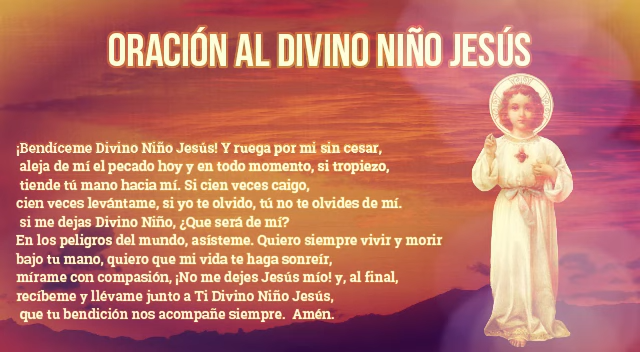 ORACIÓN AL DIVINO NIÑO JESÚS
¡Bendíceme Divino Niño Jesús! Y ruega por mi sin cesar,
aleja de mí el pecado hoy y en todo momento, si tropiezo,
tiende tú mano hacia mí. Si cien veces caigo,
cien veces levántame, si yo te olvido, tú no te olvides de mí.
si me dejas Divino Niño, ¿Que será de mí?
En los peligros del mundo, asísteme. Quiero siempre vivir y morir
bajo tu mano, quiero que mi vida te haga sonreír,
mírame con compasión, ¡No me dejes Jesús mío! y, al final,
recíbeme y llévame junto a Ti Divino Niño Jesús,
que tu bendición nos acompañe siempre. Amén.